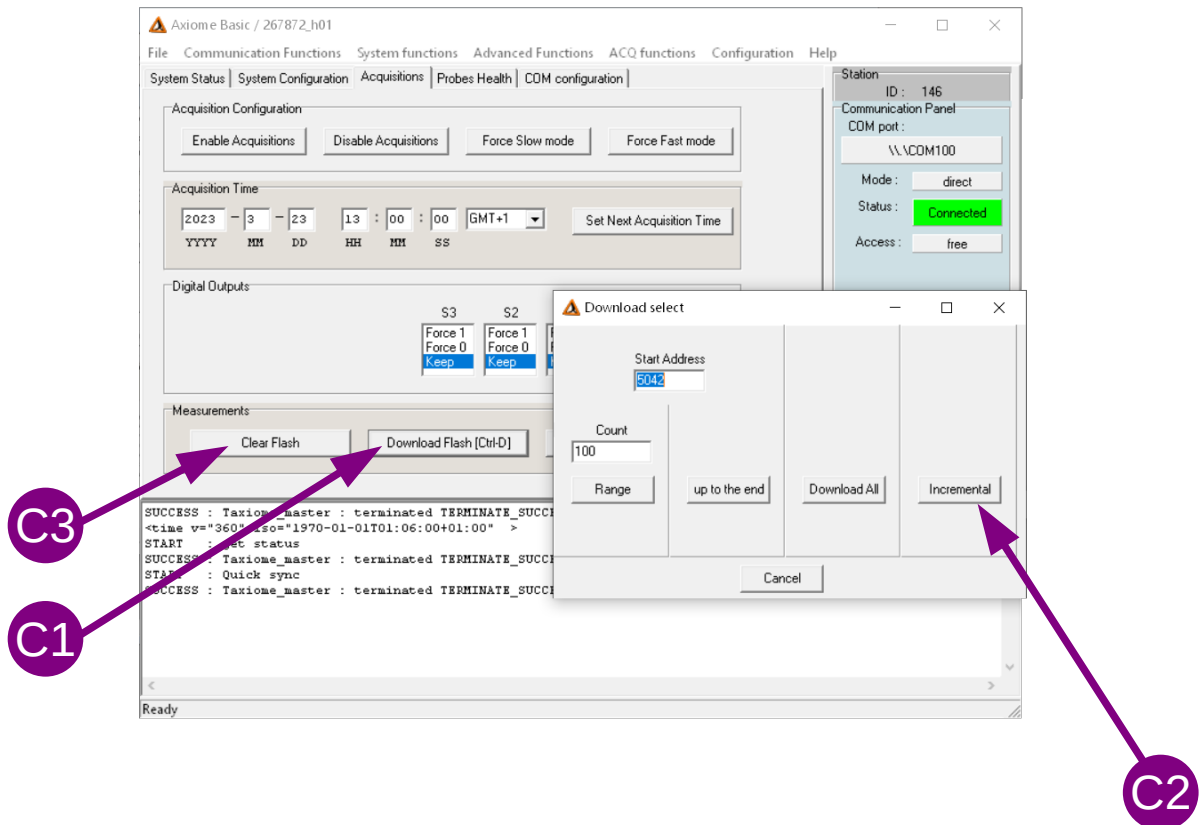 Axiome Basic / 267872_h01
File Communication Functions System functions Advanced Functions ACQ functions Configuration Help
System Status System Configuration Acquisitions Probes Health COM configuration
Station
ID : 146
Acquisition Configuration
Enable Acquisitions Disable Acquisitions Force Slow mode Force Fast mode
Communication Panel
COM port :
\\.\COM100
Mode : direct
Status : Connected
Access : free
Acquisition Time
2023 - 3 - 23 13 : 00 : 00 GMT+1 Set Next Acquisition Time
YYYY MM DD HH MM SS
Digital Outputs
S3 S2
Force 1 Force 1
Force 0 Force 0
Keep Keep
Measurements
Clear Flash Download Flash [Ctrl-D]
Download select
Start Address
5042
Count
100
Range up to the end Download All Incremental
Cancel
SUCCESS : Taxiome_master : terminated TERMINATE_SUCC
<time v="360" iso="1970-01-01T01:06:00+01:00" >
START : get status
SUCCESS : Taxiome_master : terminated TERMINATE_SUCC
START : Quick sync
SUCCESS : Taxiome_master : terminated TERMINATE_SUCC
Ready
C3
C1
C2